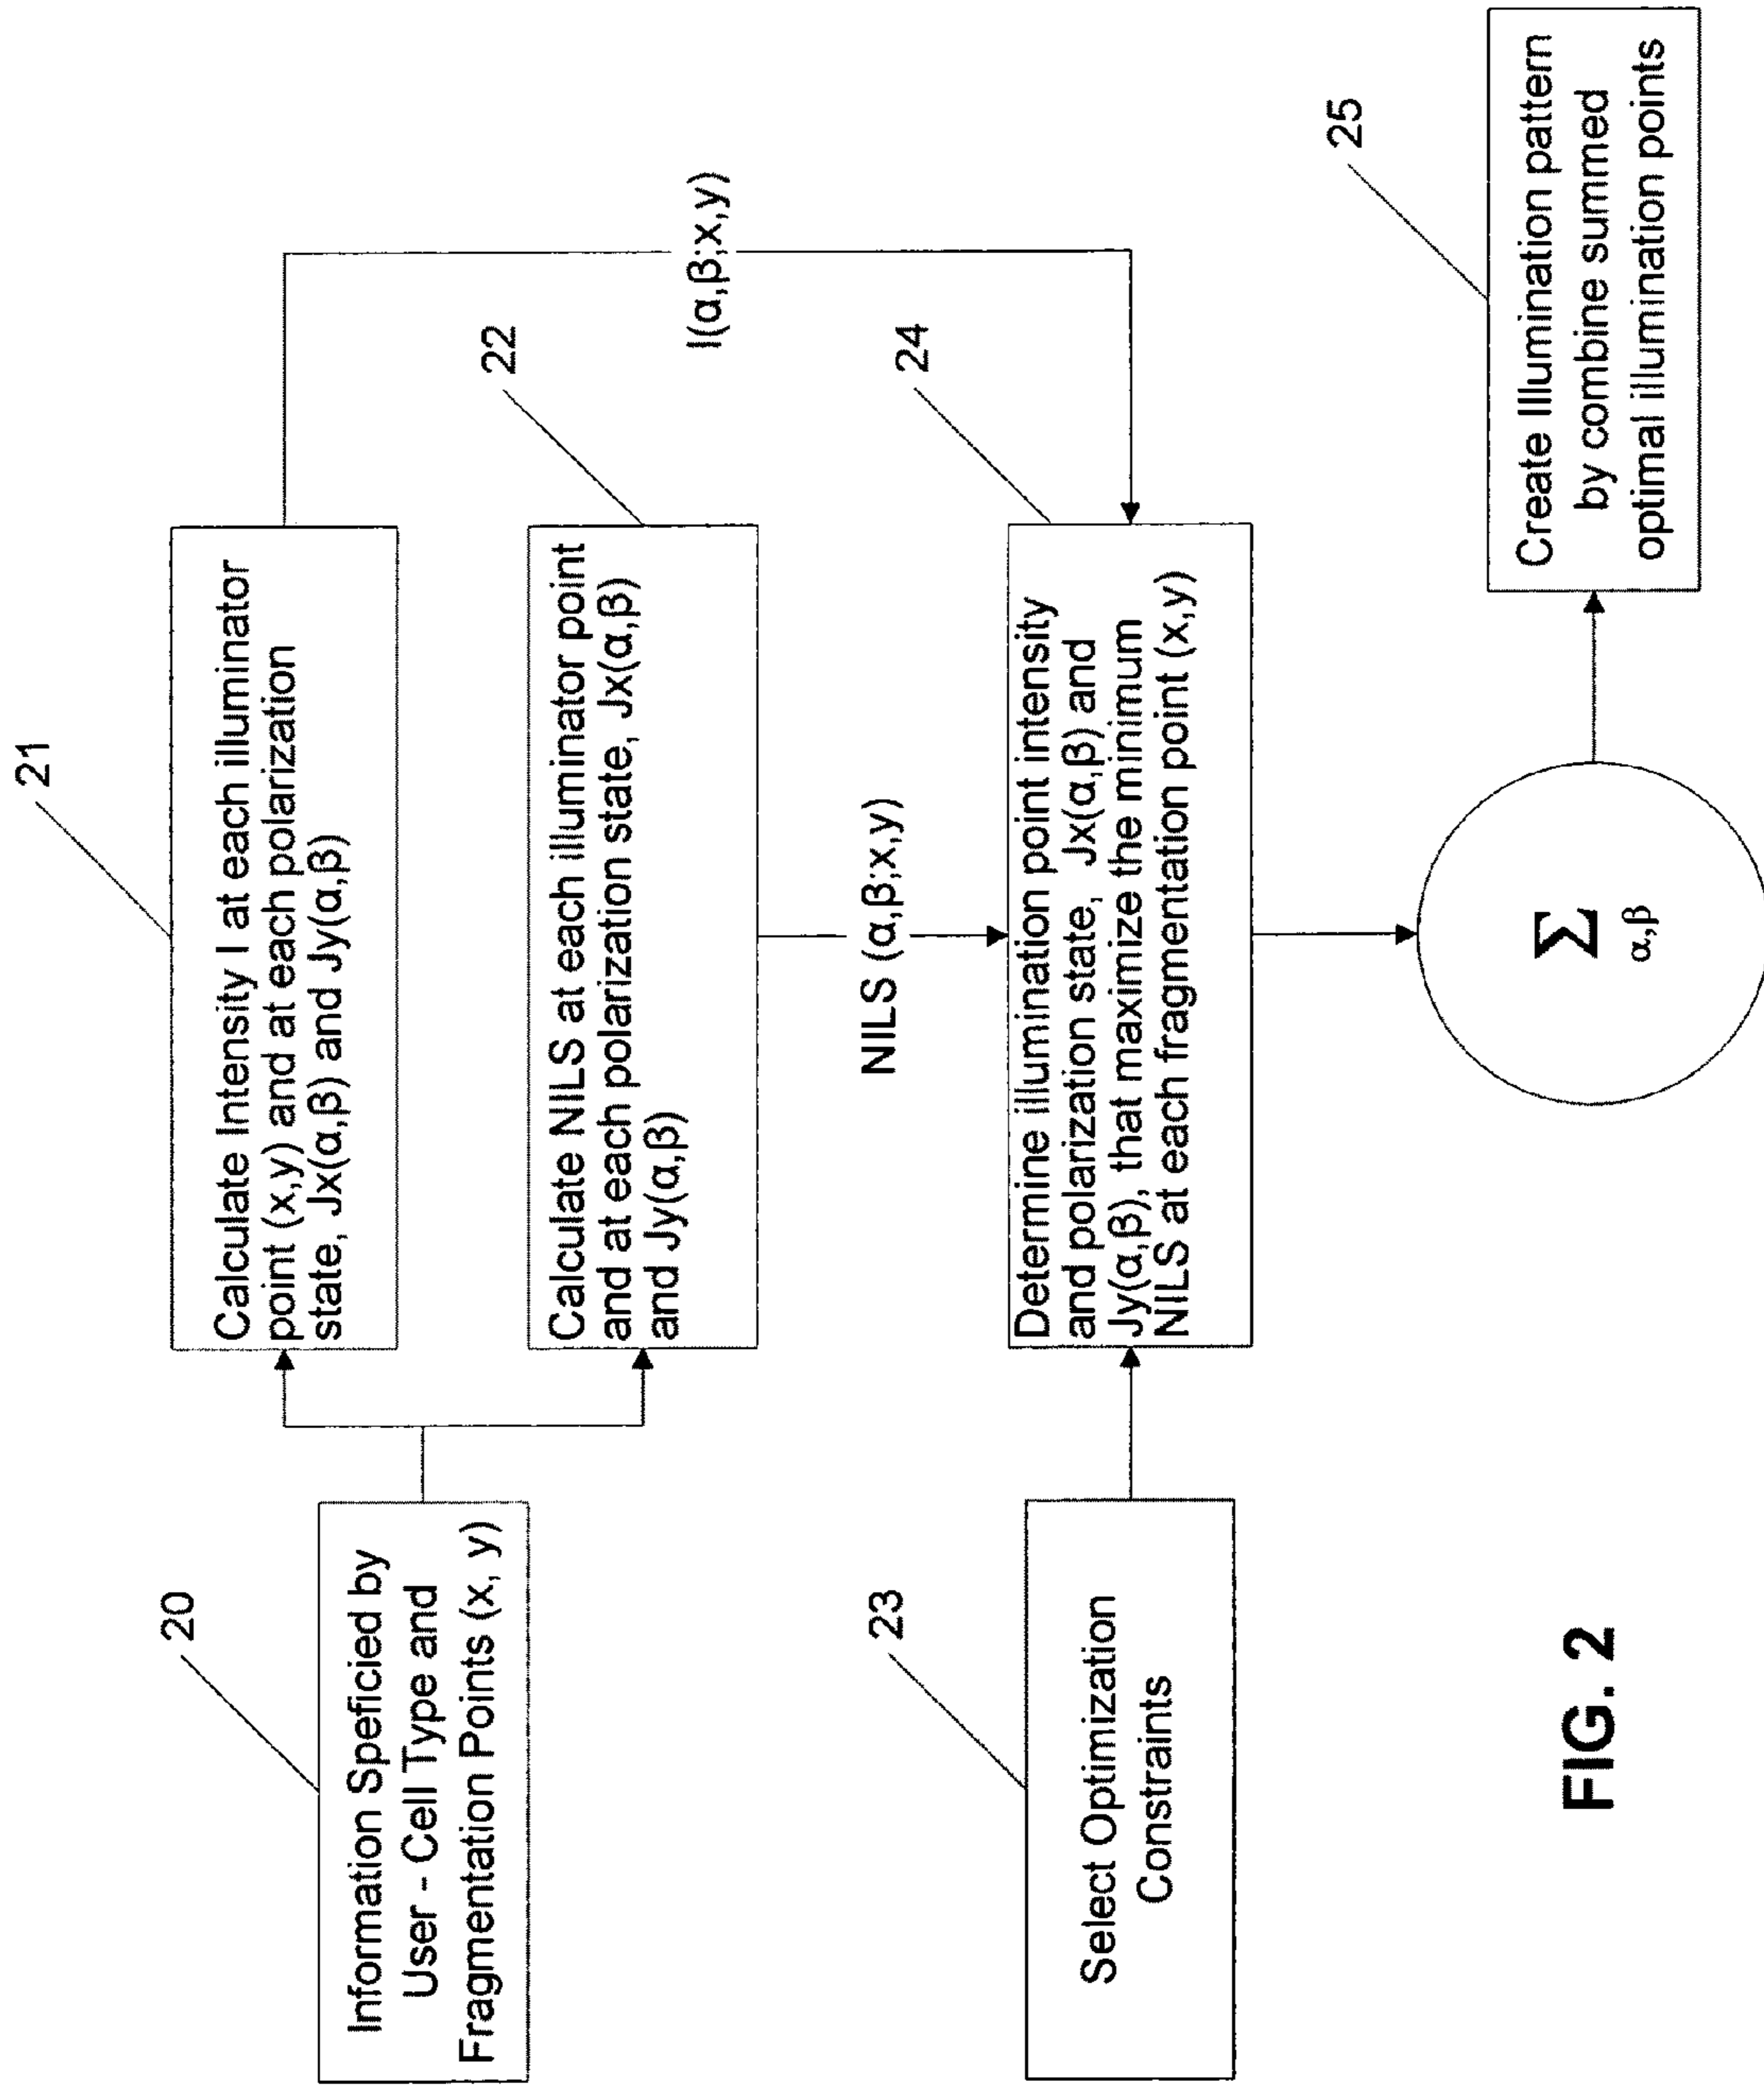 20
Information Speficied by
User - Cell Type and
Fragmentation Points (x, y)
21
Calculate Intensity I at each illuminator
point (x,y) and at each polarization
state, Jx(α,β) and Jy(α,β)
22
Calculate NILS at each illuminator point
and at each polarization state, Jx(α,β)
and Jy(α,β)
I(α,β;x,y)
NILS (α,β;x,y)
23
Select Optimization
Constraints
24
Determine illumination point intensity
and polarization state, Jx(α,β) and
Jy(α,β), that maximize the minimum
NILS at each fragmentation point (x,y)
Σ
α,β
25
Create Illumination pattern
by combine summed
optimal illumination points
FIG. 2